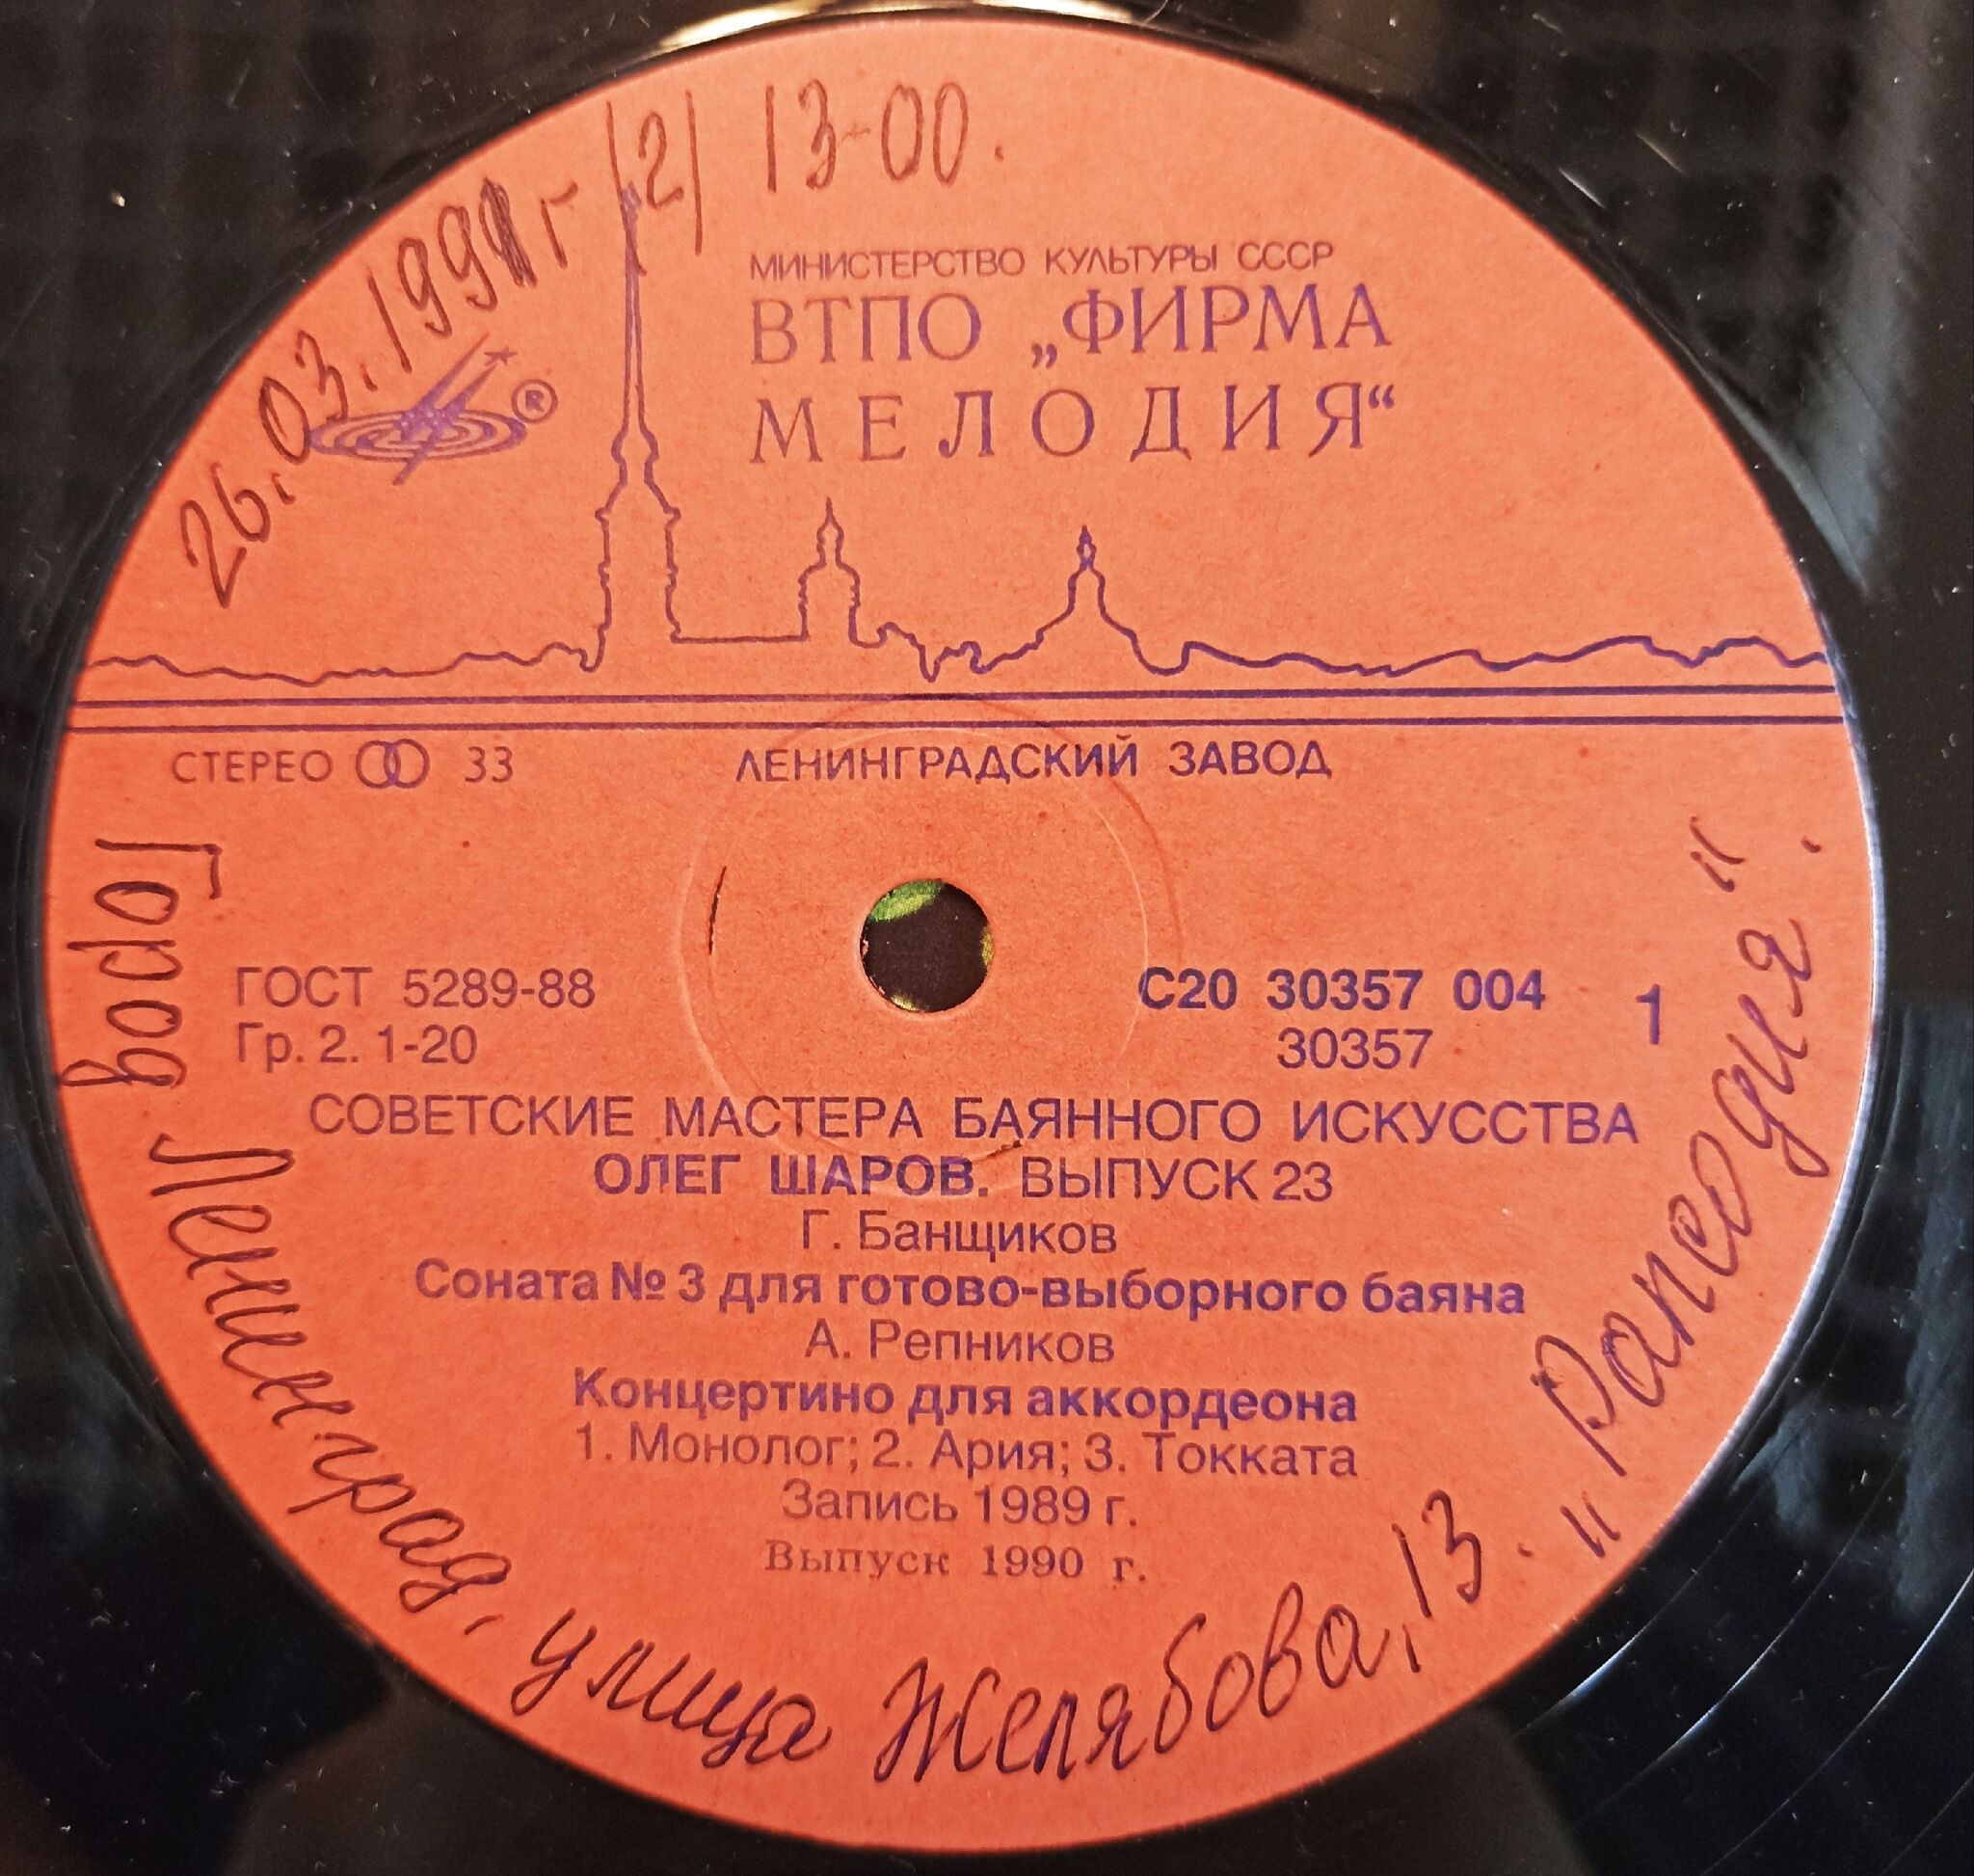 26.03.1991г |2| 13-00.
МИНИСТЕРСТВО КУЛЬТУРЫ СССР
ВТПО „ФИРМА
МЕЛОДИЯ“
®
СТЕРЕО 33
ЛЕНИНГРАДСКИЙ ЗАВОД
ГОСТ 5289-88
Гр. 2. 1-20
С20 30357 004
30357
1
СОВЕТСКИЕ МАСТЕРА БАЯННОГО ИСКУССТВА
ОЛЕГ ШАРОВ. ВЫПУСК 23
Г. Банщиков
Соната № 3 для готово-выборного баяна
А. Репников
Концертино для аккордеона
1. Монолог; 2. Ария; 3. Токката
Запись 1989 г.
Выпуск 1990 г.
Город Ленинград, улица Желябова, 13. „Рапсодия“.